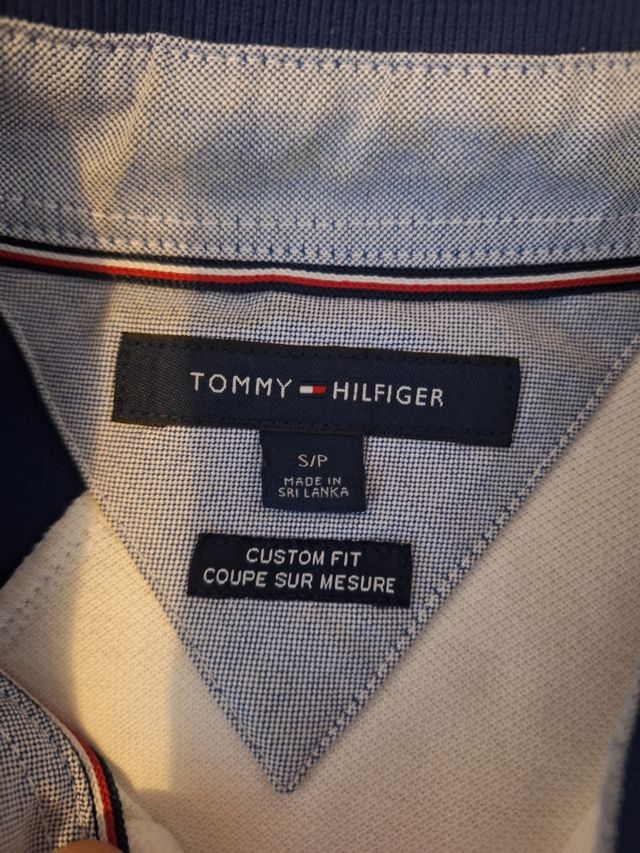 TOMMY HILFIGER
S/P
MADE IN
SRI LANKA
CUSTOM FIT
COUPE SUR MESURE